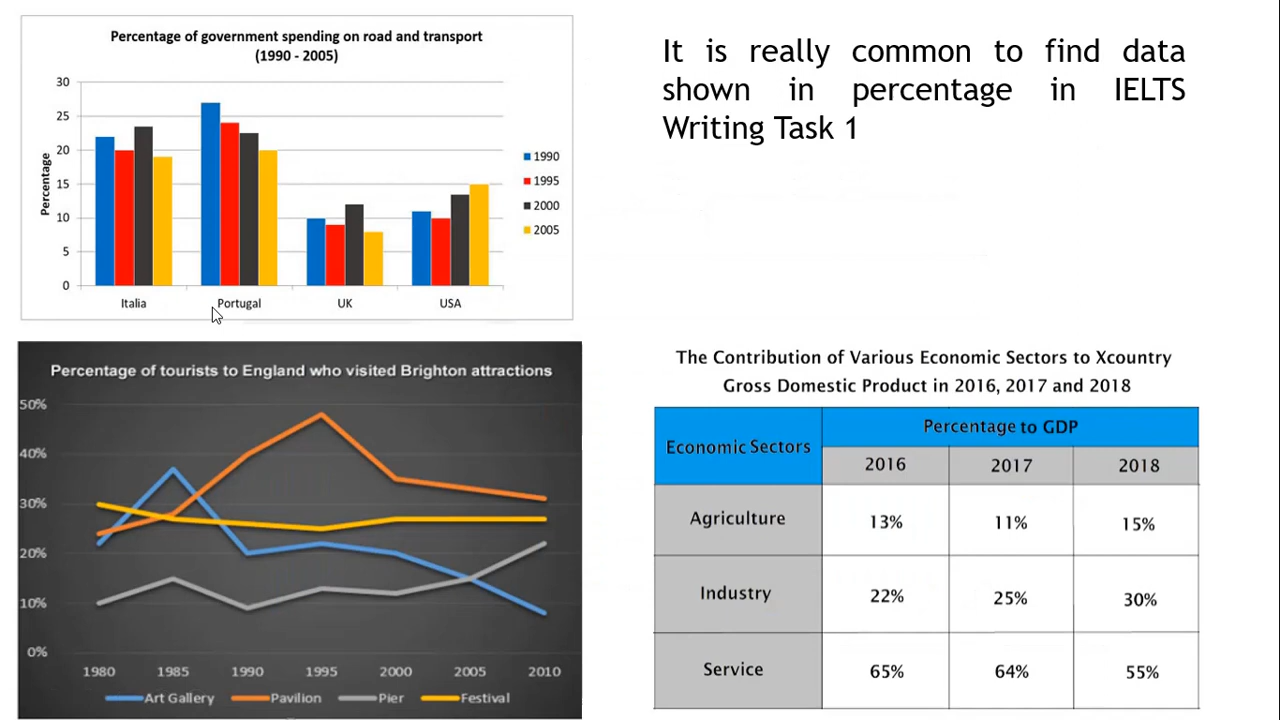 Percentage of government spending on road and transport
(1990 - 2005)
30
25
20
15
10
5
0
Percentage
Italia Portugal UK USA
1990
1995
2000
2005
It is really common to find data
shown in percentage in IELTS
Writing Task 1
Percentage of tourists to England who visited Brighton attractions
50%
40%
30%
20%
10%
0%
1980 1985 1990 1995 2000 2005 2010
Art Gallery Pavilion Pier Festival
The Contribution of Various Economic Sectors to Xcountry
Gross Domestic Product in 2016, 2017 and 2018
Economic Sectors Percentage to GDP
2016 2017 2018
Agriculture 13% 11% 15%
Industry 22% 25% 30%
Service 65% 64% 55%